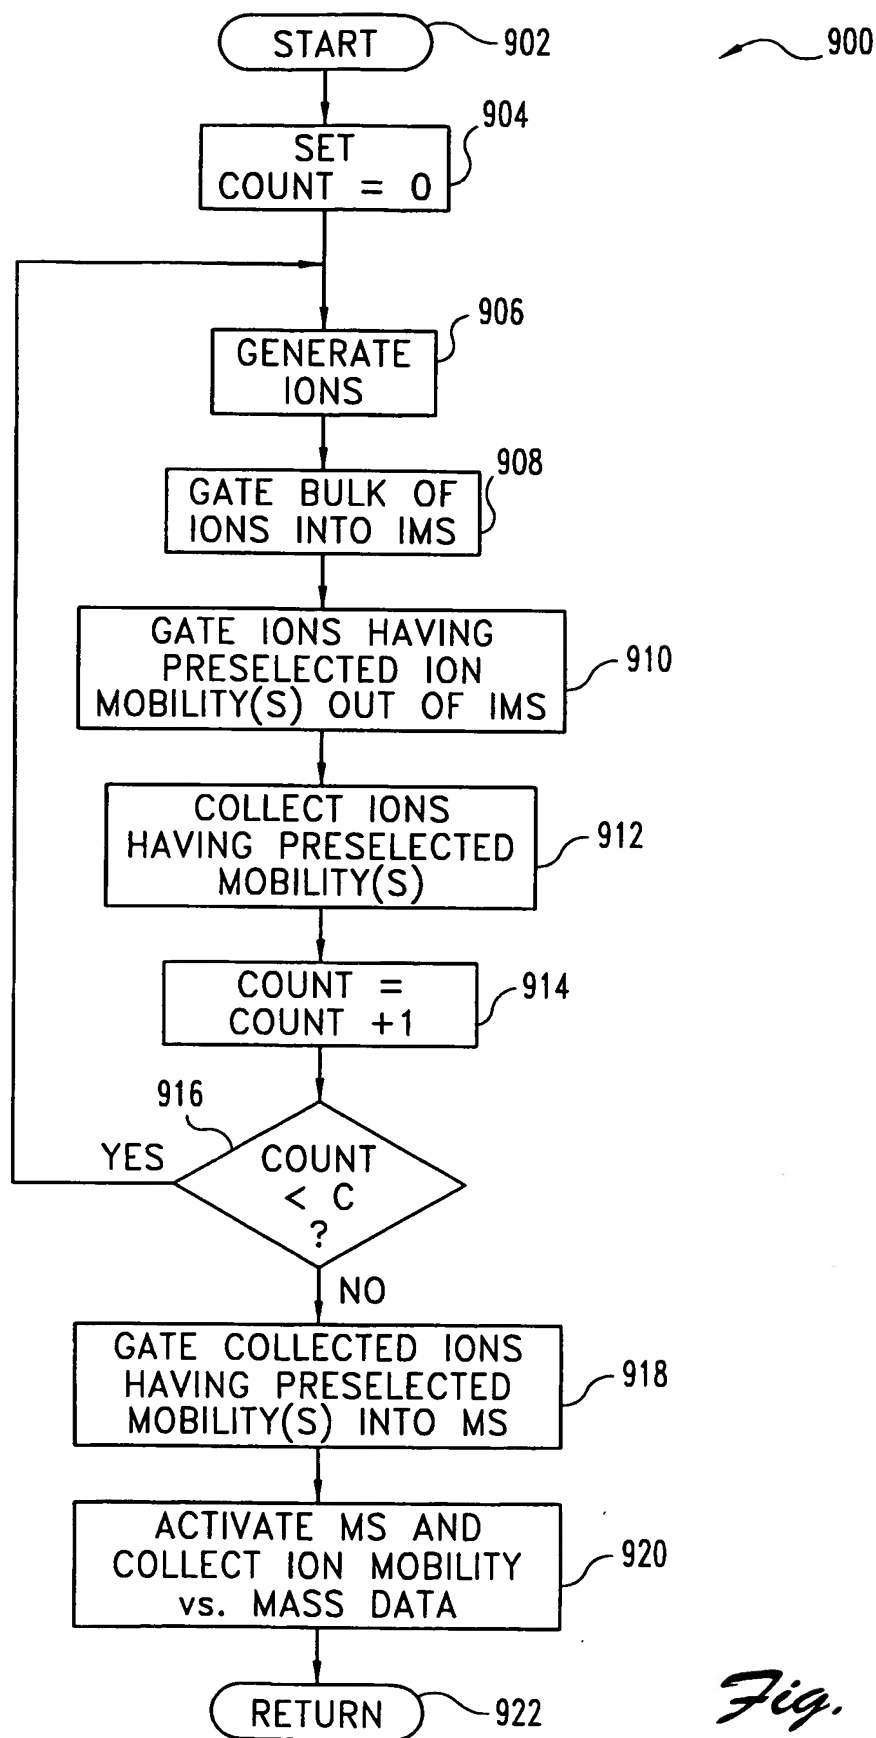 START
902
900
904
SET
COUNT = 0
906
GENERATE
IONS
908
GATE BULK OF
IONS INTO IMS
GATE IONS HAVING
PRESELECTED ION
MOBILITY(S) OUT OF IMS
910
COLLECT IONS
HAVING PRESELECTED
MOBILITY(S)
912
COUNT =
COUNT +1
914
916
YES
COUNT
< C
?
NO
GATE COLLECTED IONS
HAVING PRESELECTED
MOBILITY(S) INTO MS
918
ACTIVATE MS AND
COLLECT ION MOBILITY
vs. MASS DATA
920
RETURN
922
Fig.